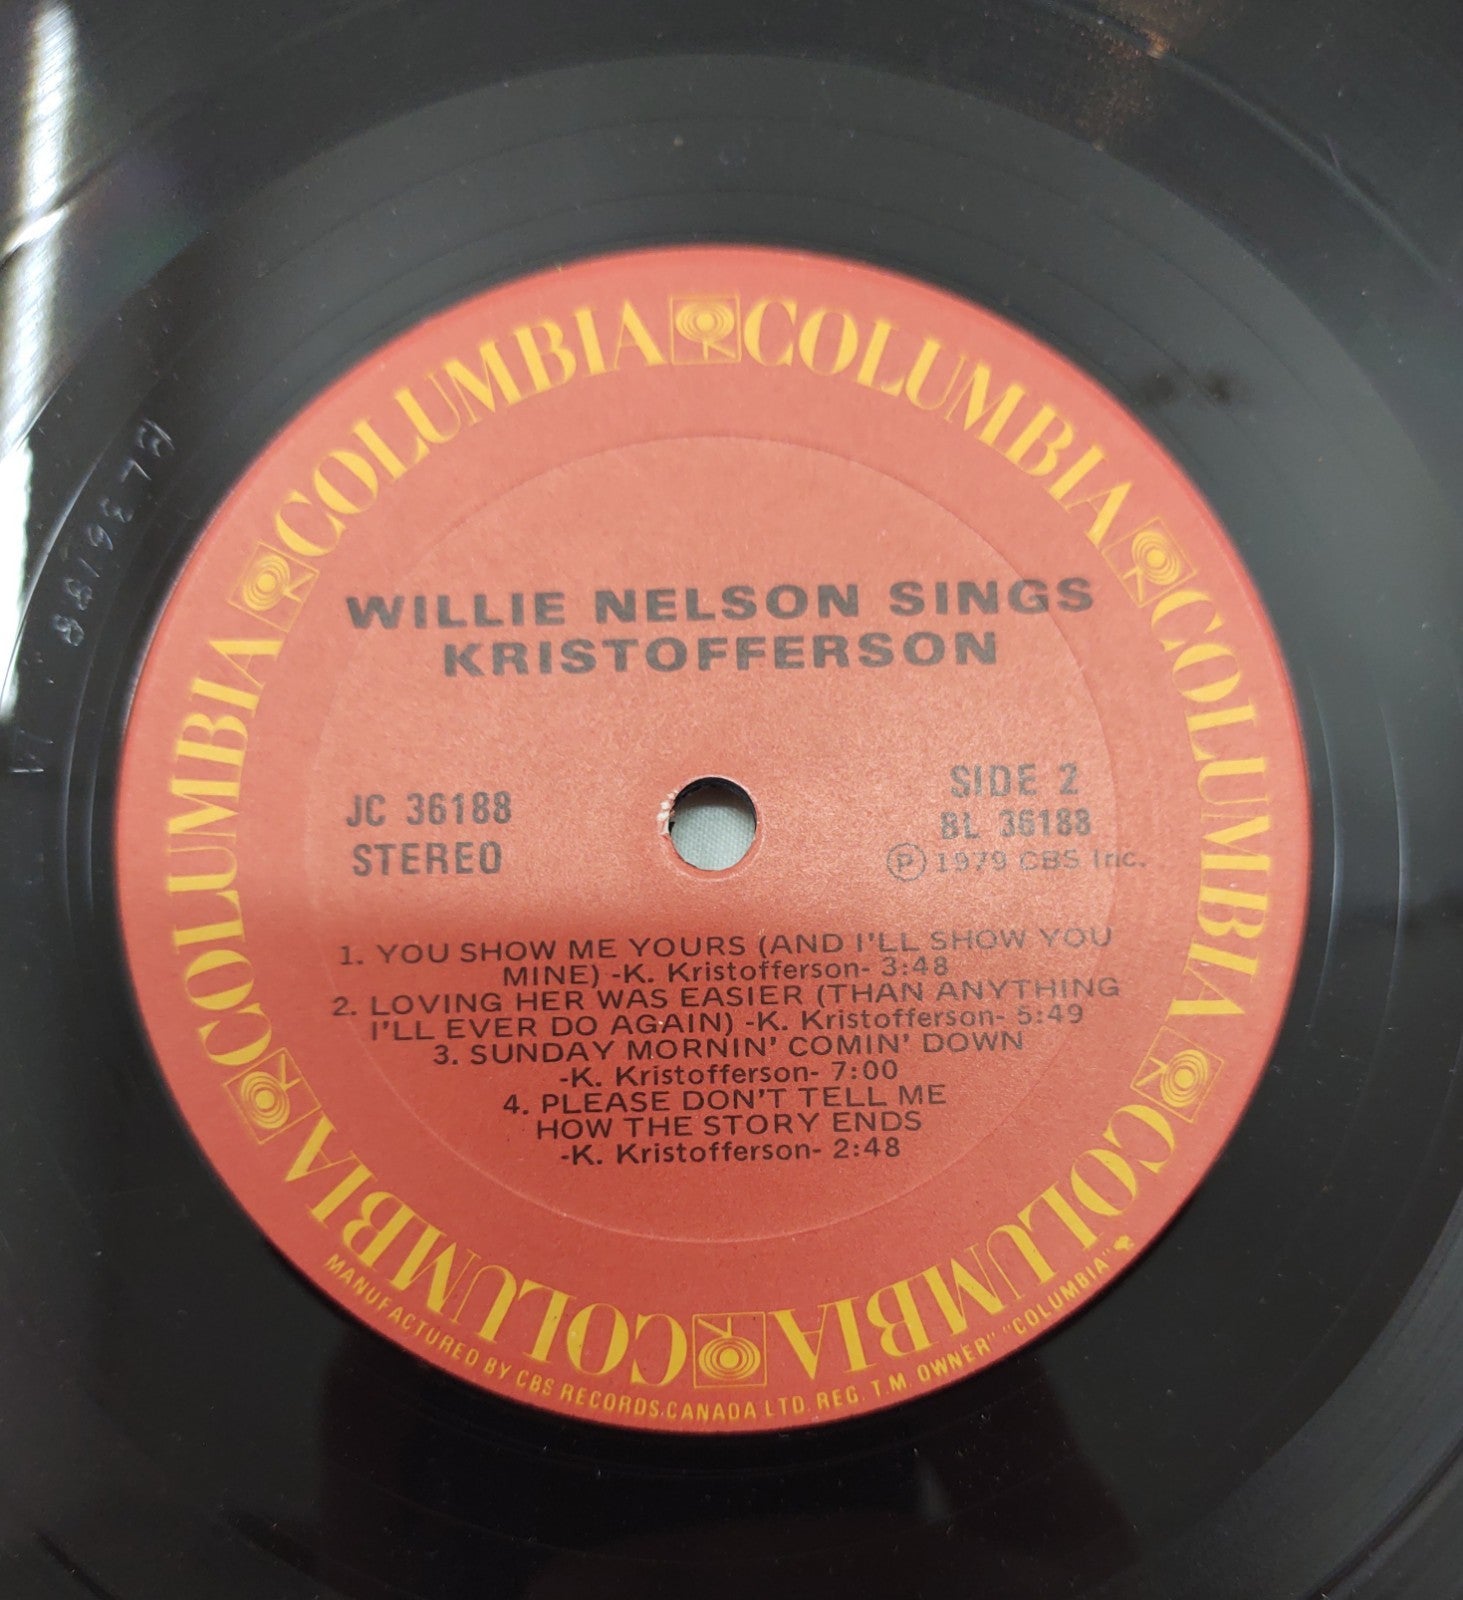 COLUMBIA COLUMBIA COLUMBIA COLUMBIA COLUMBIA COLUMBIA
WILLIE NELSON SINGS
KRISTOFFERSON
JC 36188
STEREO
SIDE 2
BL 36188
Ⓟ 1979 CBS Inc.
1. YOU SHOW ME YOURS (AND I'LL SHOW YOU
MINE) -K. Kristofferson- 3:48
2. LOVING HER WAS EASIER (THAN ANYTHING
I'LL EVER DO AGAIN) -K. Kristofferson- 5:49
3. SUNDAY MORNIN' COMIN' DOWN
-K. Kristofferson- 7:00
4. PLEASE DON'T TELL ME
HOW THE STORY ENDS
-K. Kristofferson- 2:48
MANUFACTURED BY CBS RECORDS CANADA LTD. REG. T.M. OWNER" "COLUMBIA"
BL 36188